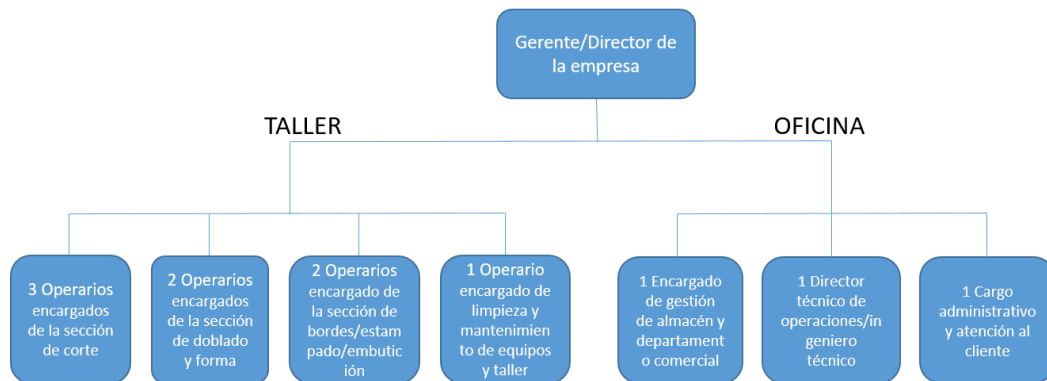 Gerente/Director de
la empresa
TALLER
OFICINA
3 Operarios
encargados
de la sección
de corte
2 Operarios
encargados
de la sección
de doblado
y forma
2 Operarios
encargado de
la sección de
bordes/estam
pado/embutic
ión
1 Operario
encargado de
limpieza y
mantenimien
to de equipos
y taller
1 Encargado
de gestión
de almacén y
departament
o comercial
1 Director
técnico de
operaciones/in
geniero
técnico
1 Cargo
administrativo
y atención al
cliente